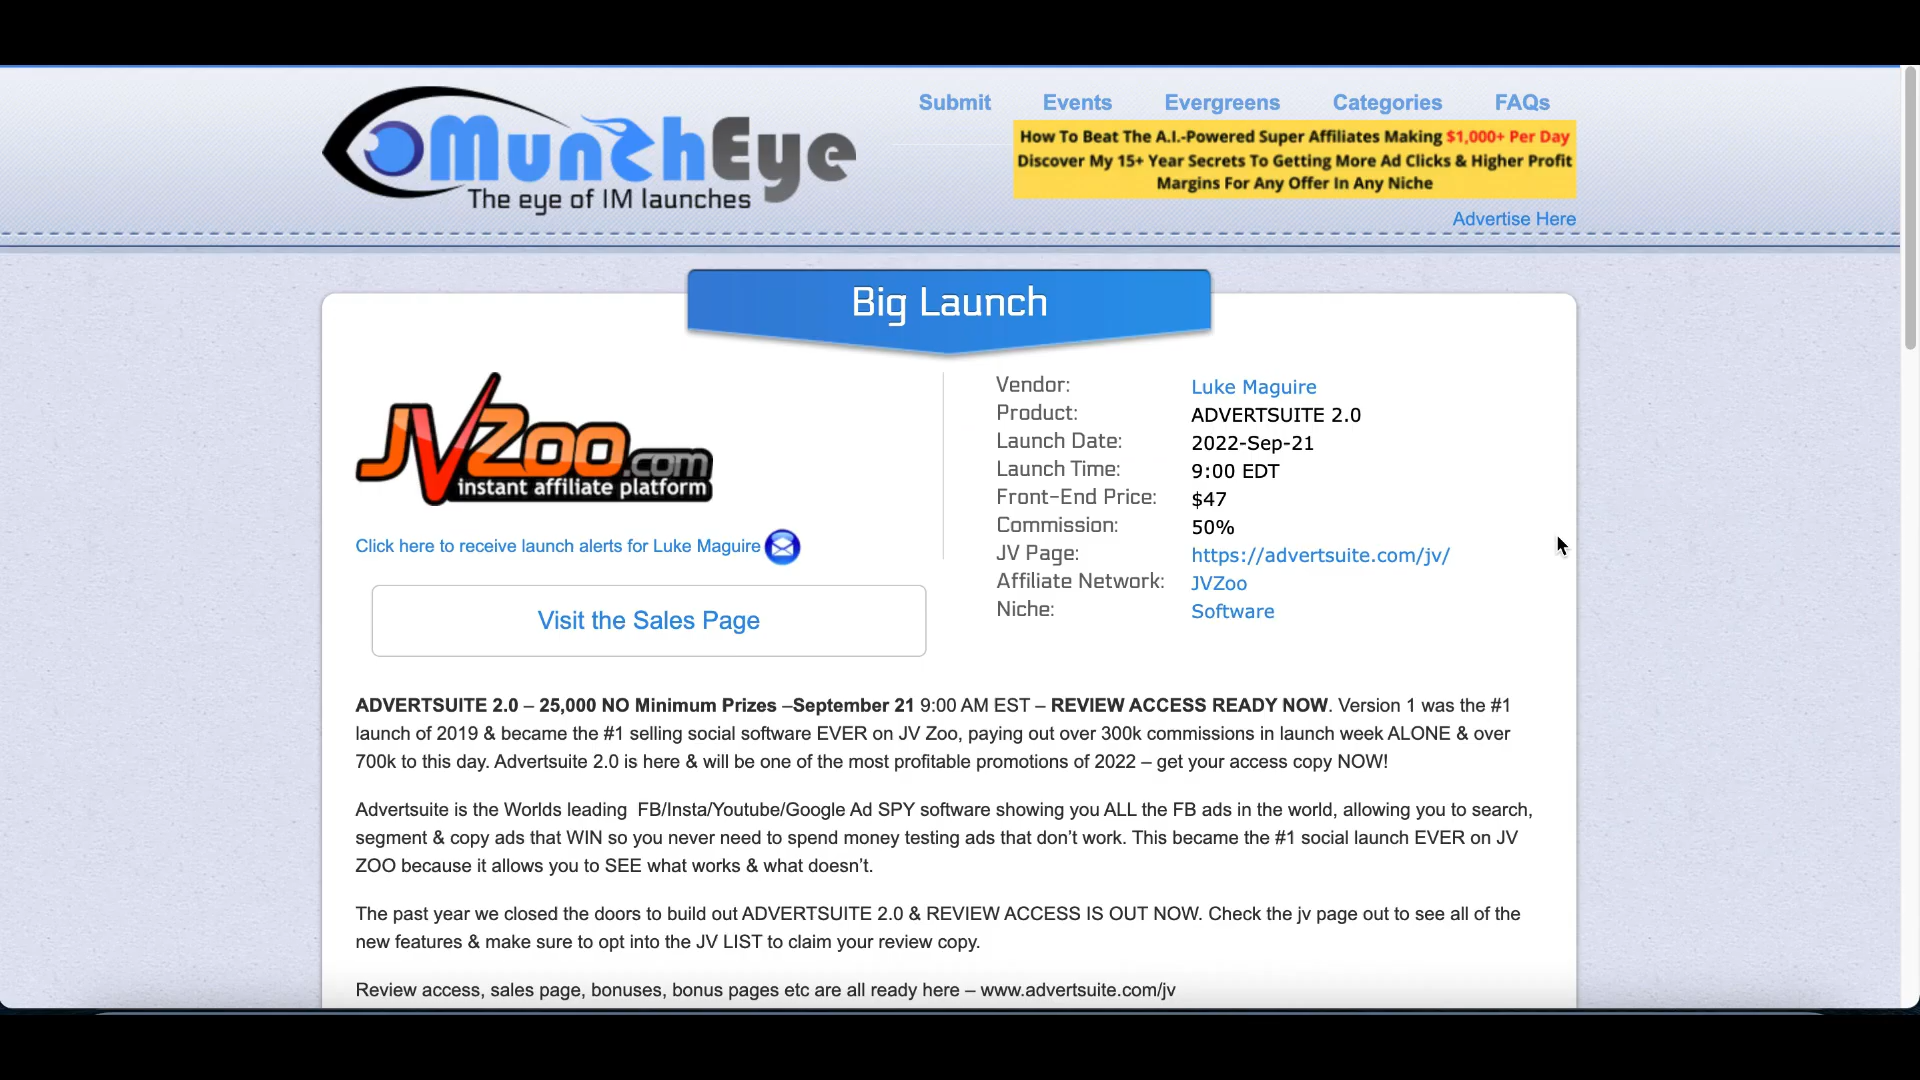 MunchEye
The eye of IM launches
Submit Events Evergreens Categories FAQs
How To Beat The A.I.-Powered Super Affiliates Making $1,000+ Per Day
Discover My 15+ Year Secrets To Getting More Ad Clicks & Higher Profit
Margins For Any Offer In Any Niche
Advertise Here
Big Launch
JVZoo.com
instant affiliate platform
Click here to receive launch alerts for Luke Maguire
Visit the Sales Page
Vendor: Luke Maguire
Product: ADVERTSUITE 2.0
Launch Date: 2022-Sep-21
Launch Time: 9:00 EDT
Front-End Price: $47
Commission: 50%
JV Page: https://advertsuite.com/jv/
Affiliate Network: JVZoo
Niche: Software
ADVERTSUITE 2.0 – 25,000 NO Minimum Prizes –September 21 9:00 AM EST – REVIEW ACCESS READY NOW. Version 1 was the #1
launch of 2019 & became the #1 selling social software EVER on JV Zoo, paying out over 300k commissions in launch week ALONE & over
700k to this day. Advertsuite 2.0 is here & will be one of the most profitable promotions of 2022 – get your access copy NOW!
Advertsuite is the Worlds leading  FB/Insta/Youtube/Google Ad SPY software showing you ALL the FB ads in the world, allowing you to search,
segment & copy ads that WIN so you never need to spend money testing ads that don’t work. This became the #1 social launch EVER on JV
ZOO because it allows you to SEE what works & what doesn’t.
The past year we closed the doors to build out ADVERTSUITE 2.0 & REVIEW ACCESS IS OUT NOW. Check the jv page out to see all of the
new features & make sure to opt into the JV LIST to claim your review copy.
Review access, sales page, bonuses, bonus pages etc are all ready here – www.advertsuite.com/jv